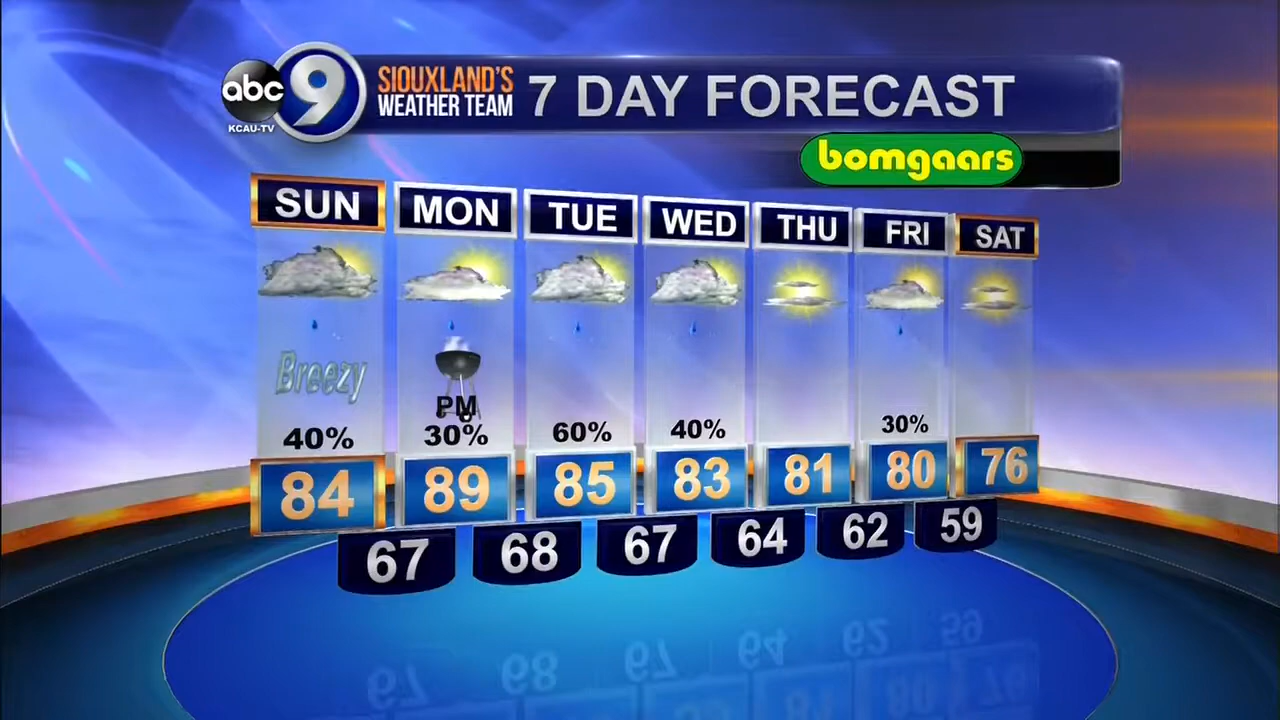 abc
9
KCAU-TV
SIOUXLAND'S
WEATHER TEAM
7 DAY FORECAST
bomgaars
SUN MON TUE WED THU FRI SAT
Breezy
PM
40% 30% 60% 40% 30%
84 89 85 83 81 80 76
67 68 67 64 62 59